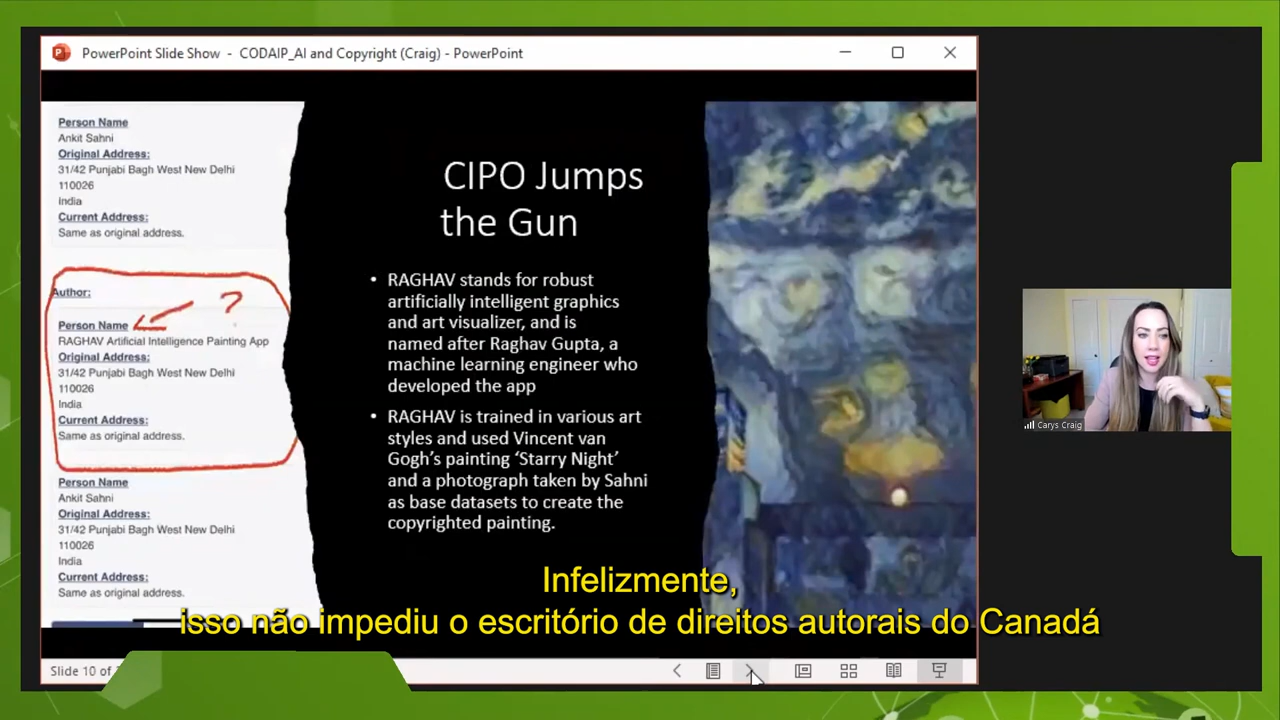 PowerPoint Slide Show - CODAIP_AI and Copyright (Craig) - PowerPoint
Person Name
Ankit Sahni
Original Address:
31/42 Punjabi Bagh West New Delhi
110026
India
Current Address:
Same as original address.
Author:
?
Person Name
RAGHAV Artificial Intelligence Painting App
Original Address:
31/42 Punjabi Bagh West New Delhi
110026
India
Current Address:
Same as original address.
Person Name
Ankit Sahni
Original Address:
31/42 Punjabi Bagh West New Delhi
110026
India
Current Address:
Same as original address.
CIPO Jumps
the Gun
• RAGHAV stands for robust
artificially intelligent graphics
and art visualizer, and is
named after Raghav Gupta, a
machine learning engineer who
developed the app
• RAGHAV is trained in various art
styles and used Vincent van
Gogh's painting 'Starry Night'
and a photograph taken by Sahni
as base datasets to create the
copyrighted painting.
Carys Craig
Infelizmente,
isso não impediu o escritório de direitos autorais do Canadá
Slide 10 of